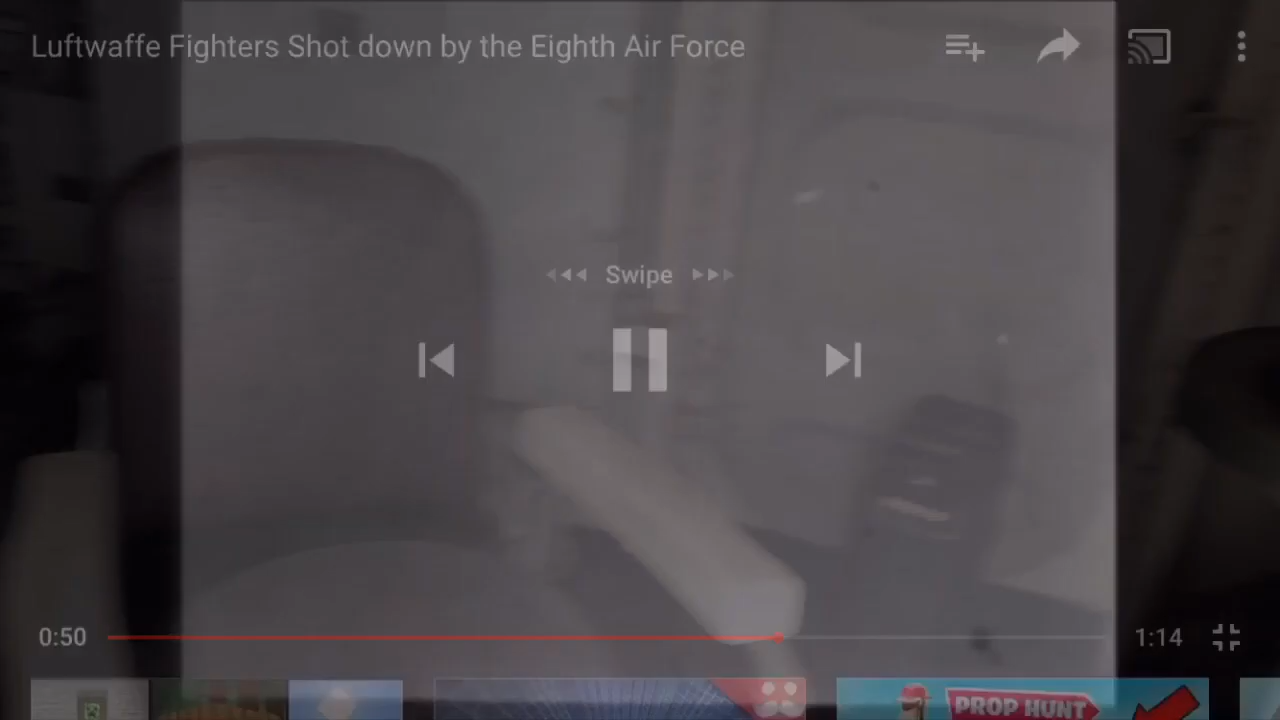 Luftwaffe Fighters Shot down by the Eighth Air Force
Swipe
0:50
1:14
PROP HUNT